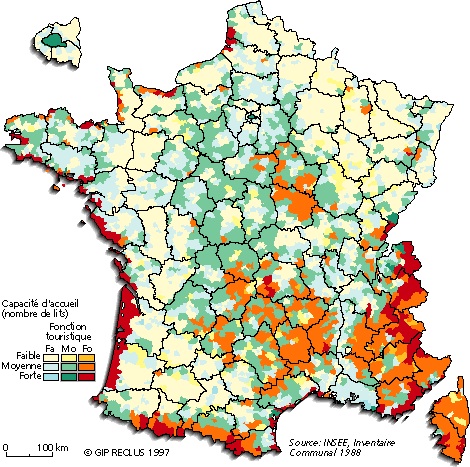 Capacité d'accueil
(nombre de lits)
Fonction
touristique
Fa Mo Fo
Faible
Moyenne
Forte
0 100 km
© GIP RECLUS 1997
Source: INSEE, Inventaire
Communal 1988